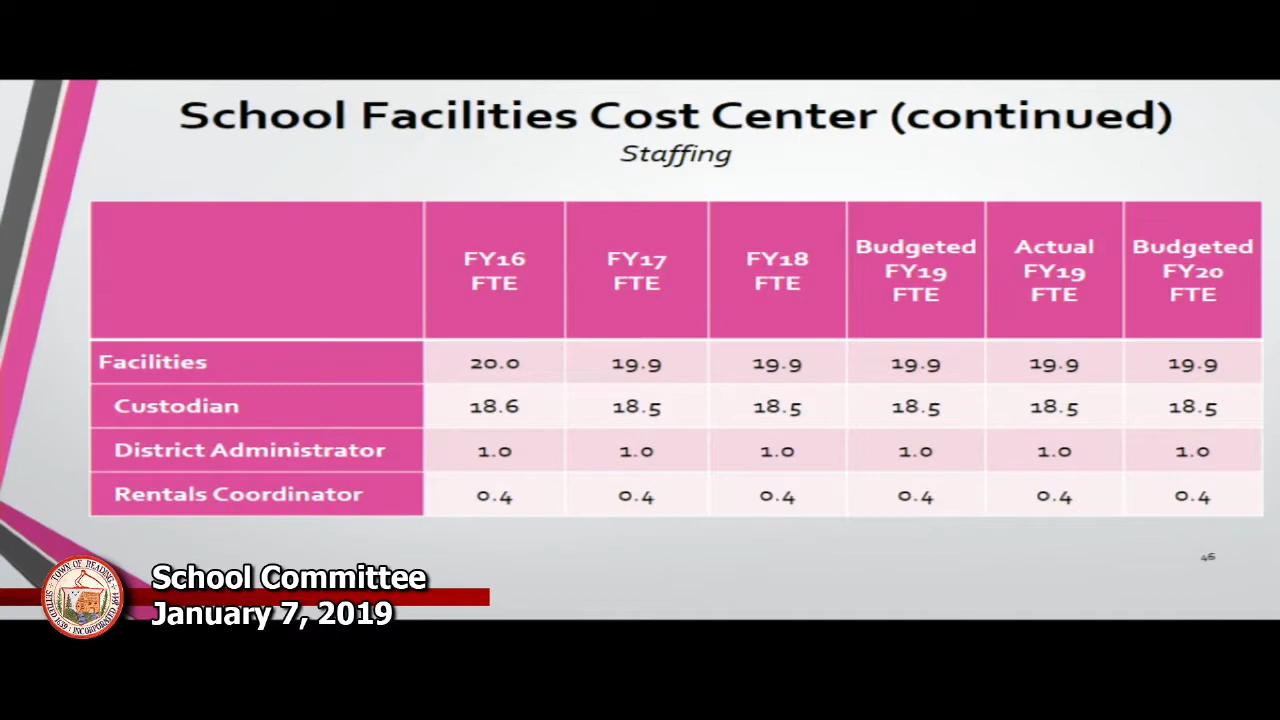 School Facilities Cost Center (continued)
Staffing
FY16 FTE FY17 FTE FY18 FTE Budgeted FY19 FTE Actual FY19 FTE Budgeted FY20 FTE
Facilities 20.0 19.9 19.9 19.9 19.9 19.9
Custodian 18.6 18.5 18.5 18.5 18.5 18.5
District Administrator 1.0 1.0 1.0 1.0 1.0 1.0
Rentals Coordinator 0.4 0.4 0.4 0.4 0.4 0.4
46
School Committee
January 7, 2019
TOWN OF READING